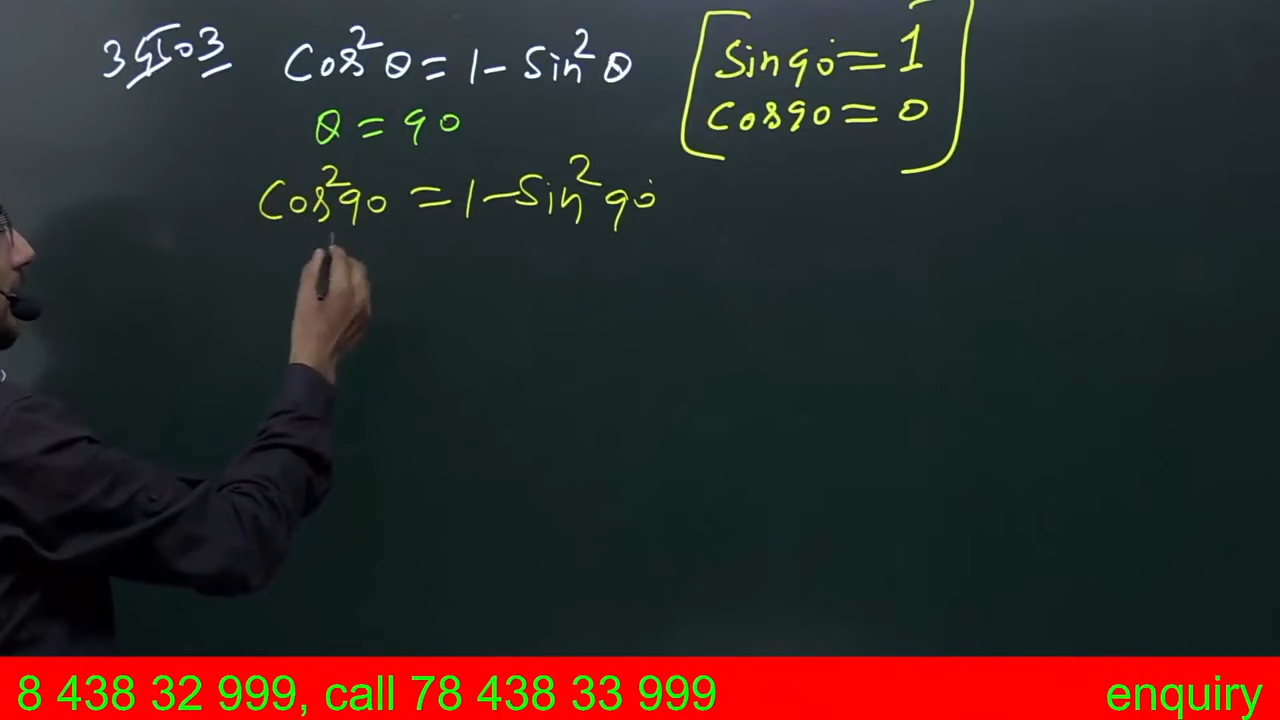 Cos²θ = 1 - Sin²θ
Sin90° = 1
Cos90 = 0
θ = 90
Cos²90 = 1 - Sin²90°
8 438 32 999, call 78 438 33 999
enquiry